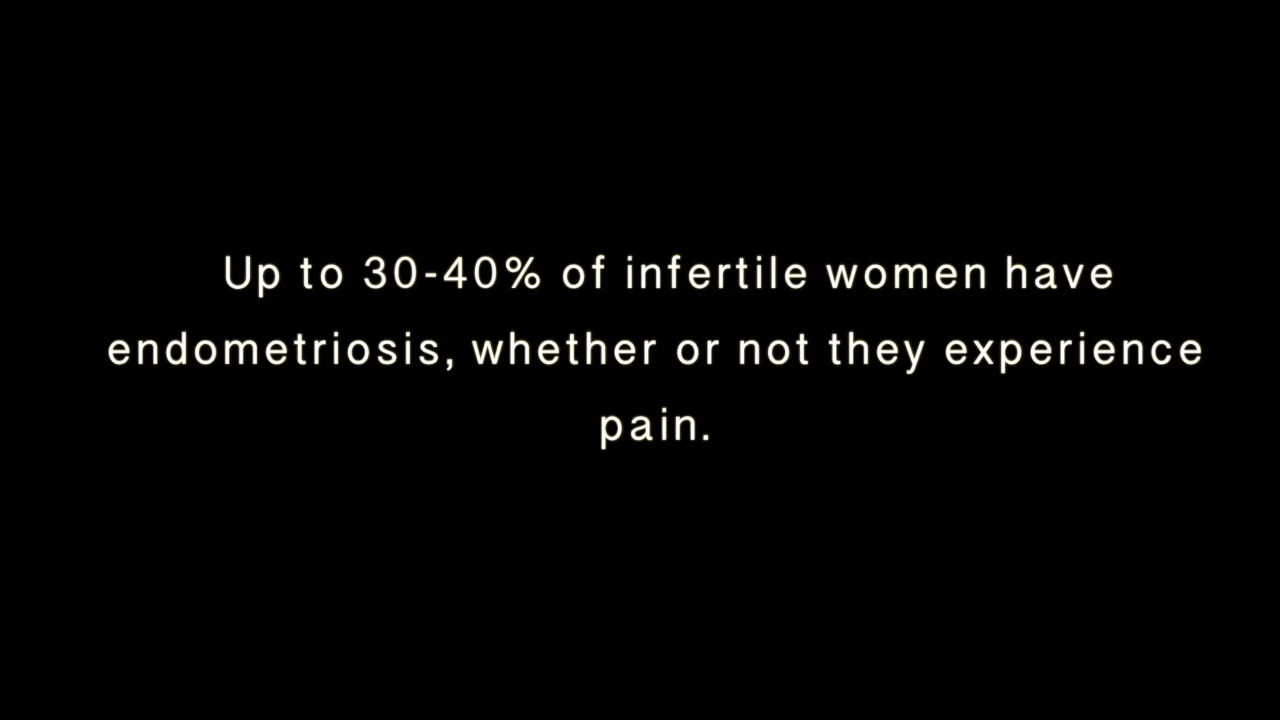 Up to 30-40% of infertile women have
endometriosis, whether or not they experience
pain.